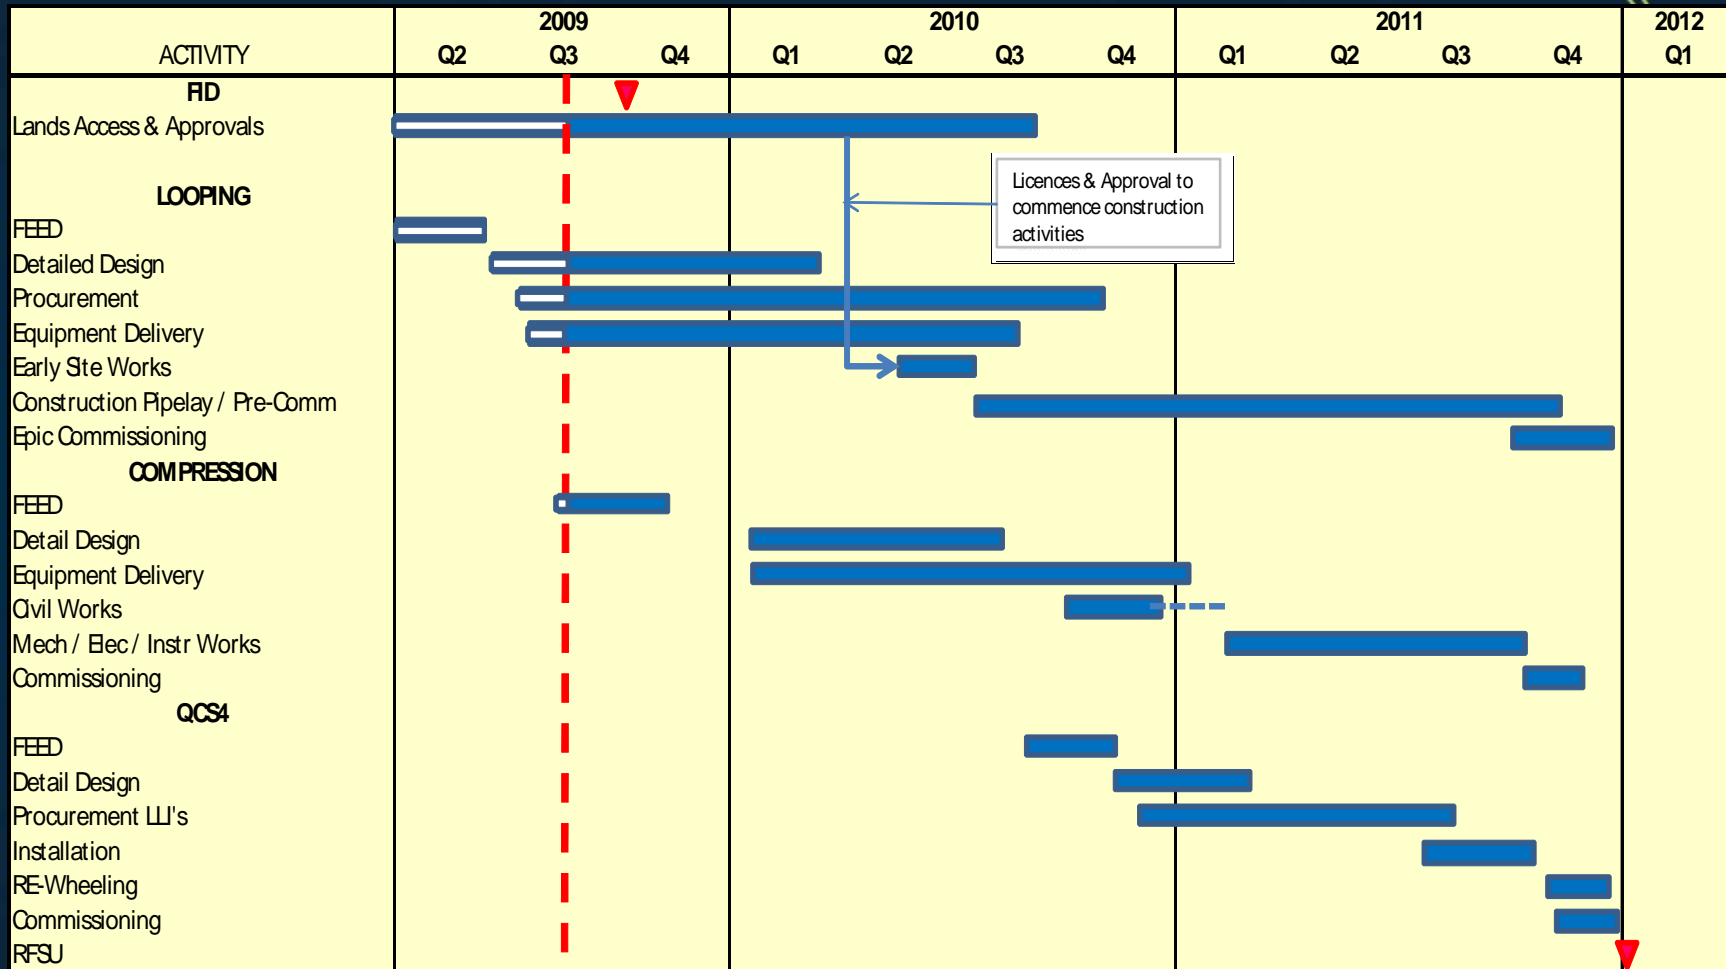 2009 2010 2011 2012
ACTIVITY Q2 Q3 Q4 Q1 Q2 Q3 Q4 Q1 Q2 Q3 Q4 Q1
FID
Lands Access & Approvals
Licences & Approval to
commence construction
activities
LOOPING
FEED
Detailed Design
Procurement
Equipment Delivery
Early Site Works
Construction Pipelay / Pre-Comm
Epic Commissioning
COMPRESSION
FEED
Detail Design
Equipment Delivery
Civil Works
Mech / Elec / Instr Works
Commissioning
QCS4
FEED
Detail Design
Procurement LLI's
Installation
RE-Wheeling
Commissioning
RFSU